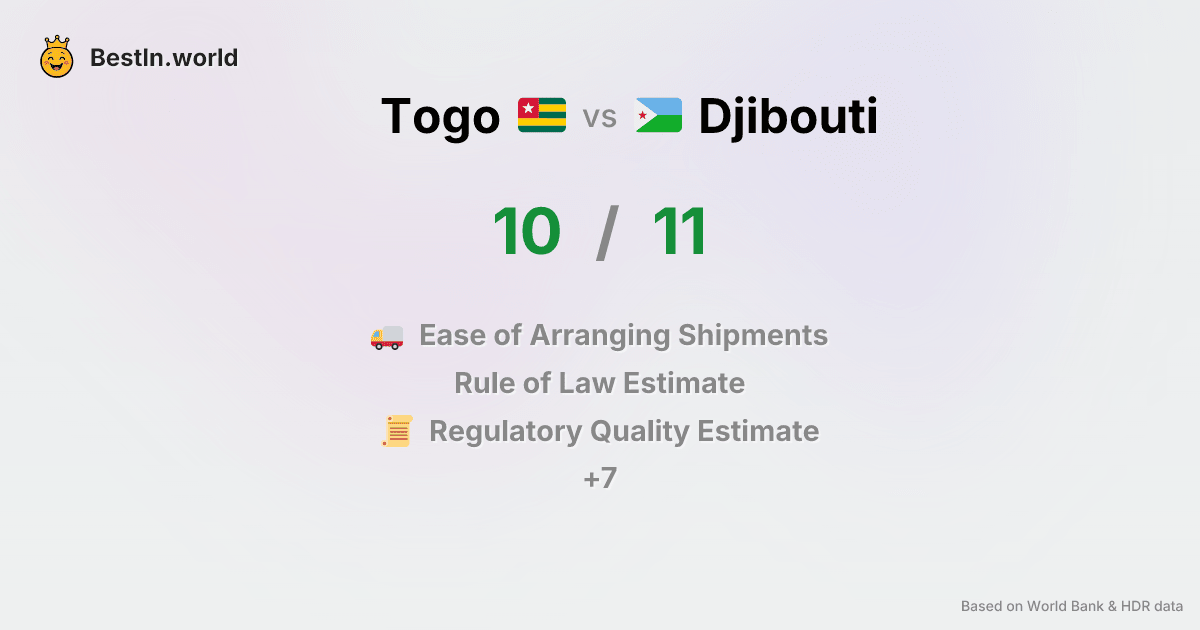 BestIn.world
Togo vs Djibouti
10 / 11
Ease of Arranging Shipments
Rule of Law Estimate
Regulatory Quality Estimate
+7
Based on World Bank & HDR data